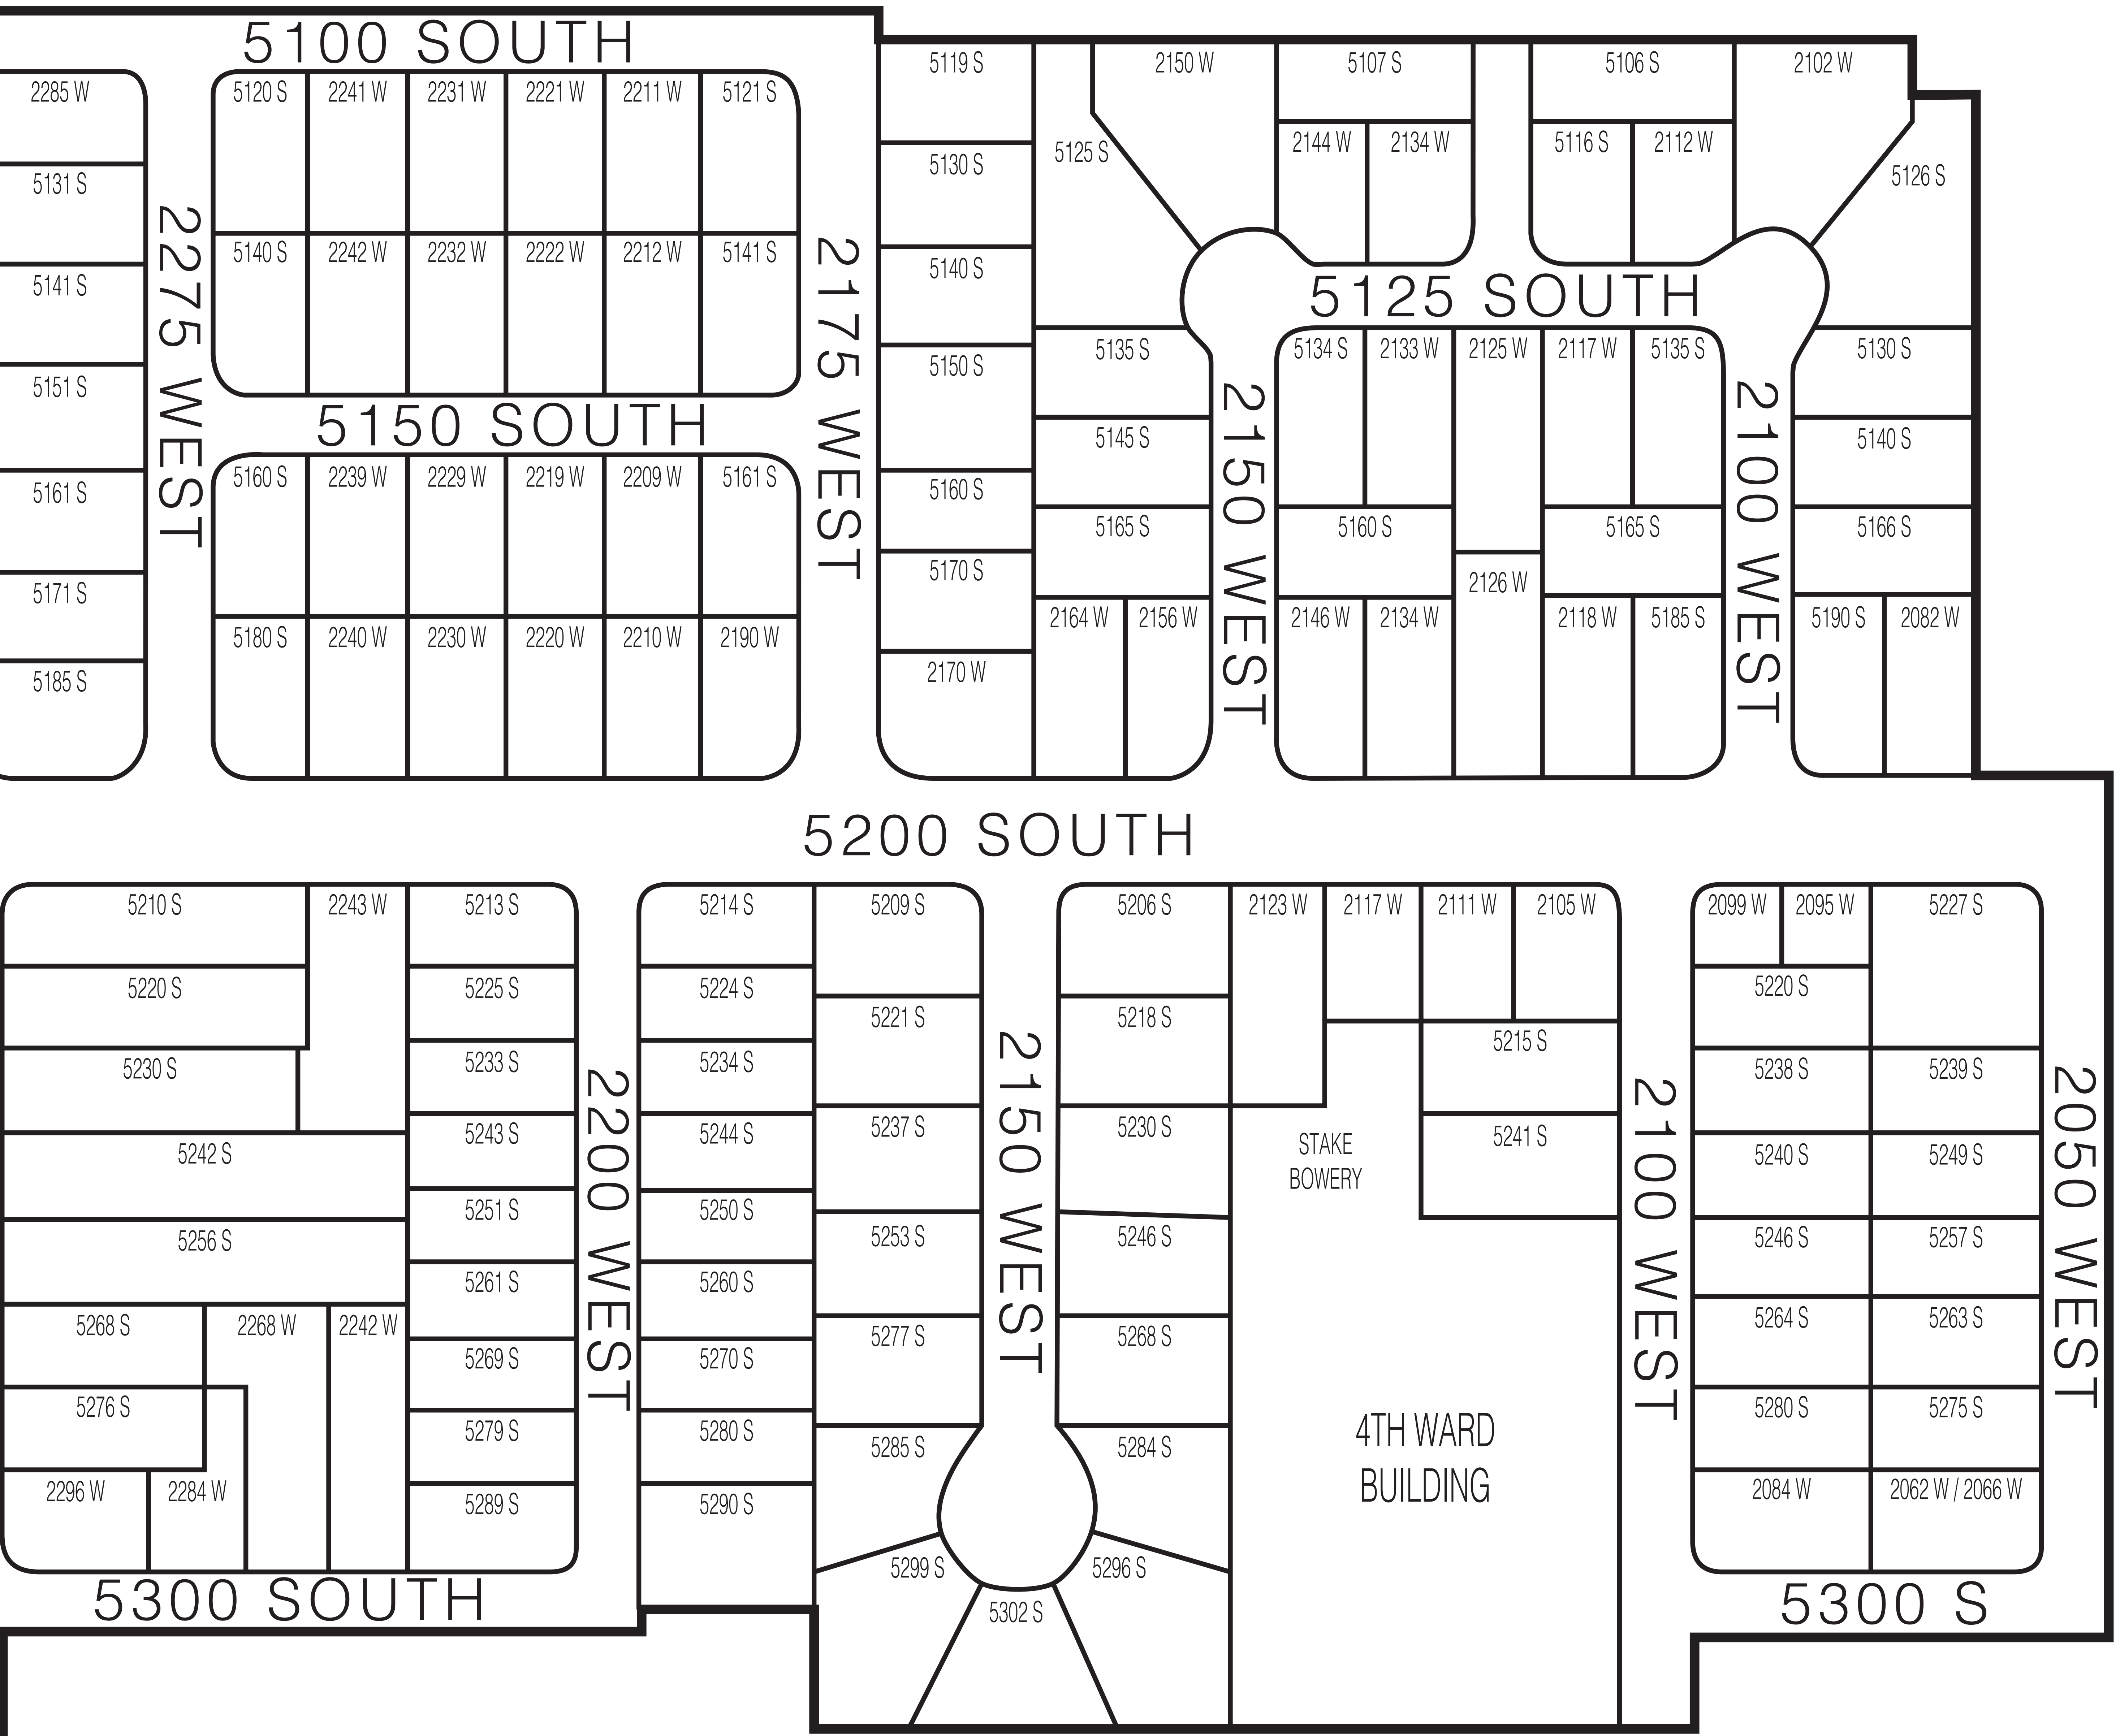 5100 SOUTH
2285 W
5131 S
5141 S
5151 S
5161 S
5171 S
5185 S
2275 WEST
5120 S 2241 W 2231 W 2221 W 2211 W 5121 S
5140 S 2242 W 2232 W 2222 W 2212 W 5141 S
5150 SOUTH
5160 S 2239 W 2229 W 2219 W 2209 W 5161 S
5180 S 2240 W 2230 W 2220 W 2210 W 2190 W
2175 WEST
5119 S
5130 S
5140 S
5150 S
5160 S
5170 S
2170 W
5125 S
2150 W
5107 S
2144 W 2134 W
5106 S
5116 S 2112 W
2102 W
5126 S
5125 SOUTH
5135 S
5145 S
5165 S
2164 W 2156 W
2150 WEST
5134 S 2133 W 2125 W 2117 W 5135 S
5160 S 5165 S
2126 W
2146 W 2134 W 2118 W 5185 S
2100 WEST
5130 S
5140 S
5166 S
5190 S 2082 W
5200 SOUTH
5210 S
2243 W
5220 S
5230 S
5242 S
5256 S
5268 S 2268 W 2242 W
5276 S
2296 W 2284 W
5213 S
5225 S
5233 S
5243 S
5251 S
5261 S
5269 S
5279 S
5289 S
5300 SOUTH
2200 WEST
5214 S
5224 S
5234 S
5244 S
5250 S
5260 S
5270 S
5280 S
5290 S
5209 S
5221 S
5237 S
5253 S
5277 S
5285 S
5299 S
5302 S
2150 WEST
5206 S
5218 S
5230 S
5246 S
5268 S
5284 S
5296 S
2123 W 2117 W 2111 W 2105 W
5215 S
5241 S
STAKE
BOWERY
4TH WARD
BUILDING
2100 WEST
2099 W 2095 W 5227 S
5220 S
5238 S 5239 S
5240 S 5249 S
5246 S 5257 S
5264 S 5263 S
5280 S 5275 S
2084 W 2062 W / 2066 W
5300 S
2050 WEST